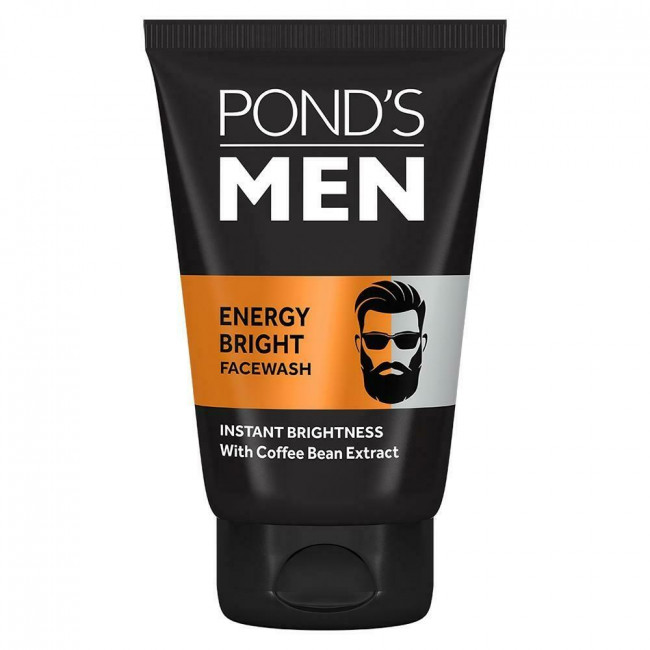 POND'S
MEN
ENERGY
BRIGHT
FACEWASH
INSTANT BRIGHTNESS
With Coffee Bean Extract